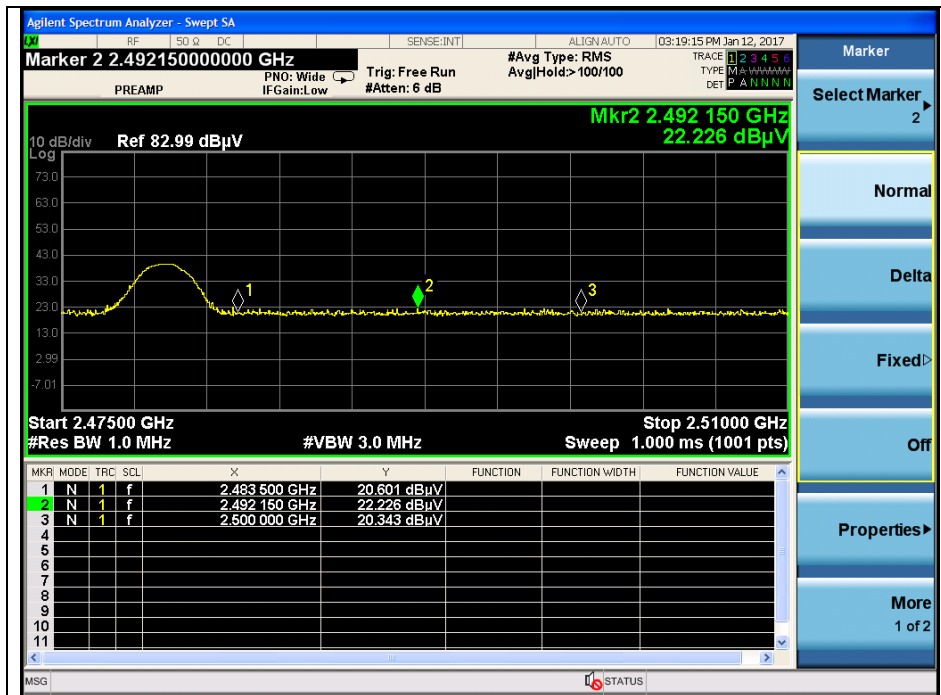 Agilent Spectrum Analyzer - Swept SA
LXI RF 50 Ω DC SENSE:INT ALIGNAUTO 03:19:15 PM Jan 12, 2017
Marker 2 2.492150000000 GHz
PREAMP
PNO: Wide
IFGain:Low
Trig: Free Run
#Atten: 6 dB
#Avg Type: RMS
Avg|Hold:>100/100
TRACE 1 2 3 4 5 6
TYPE M A W W W W
DET P A N N N N
Mkr2 2.492 150 GHz
22.226 dBµV
10 dB/div Ref 82.99 dBµV
Log
73.0
63.0
53.0
43.0
33.0
23.0
13.0
2.99
-7.01
1
2
3
Start 2.47500 GHz Stop 2.51000 GHz
#Res BW 1.0 MHz #VBW 3.0 MHz Sweep 1.000 ms (1001 pts)
MKR MODE TRC SCL X Y FUNCTION FUNCTION WIDTH FUNCTION VALUE
1 N 1 f 2.483 500 GHz 20.601 dBµV
2 N 1 f 2.492 150 GHz 22.226 dBµV
3 N 1 f 2.500 000 GHz 20.343 dBµV
4
5
6
7
8
9
10
11
MSG STATUS
Marker
Select Marker
2
Normal
Delta
Fixed
Off
Properties
More
1 of 2